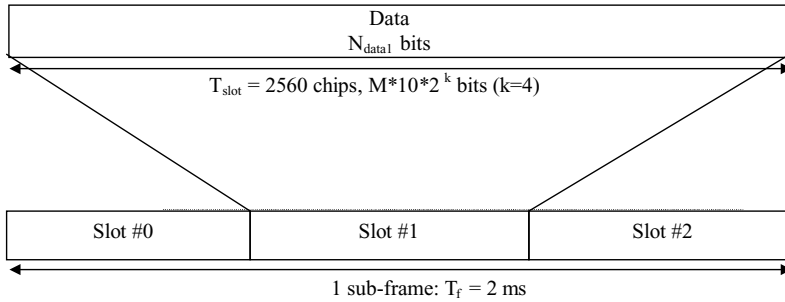 Data
N_data1 bits
T_slot = 2560 chips, M*10*2^k bits (k=4)
Slot #0 Slot #1 Slot #2
1 sub-frame: T_f = 2 ms